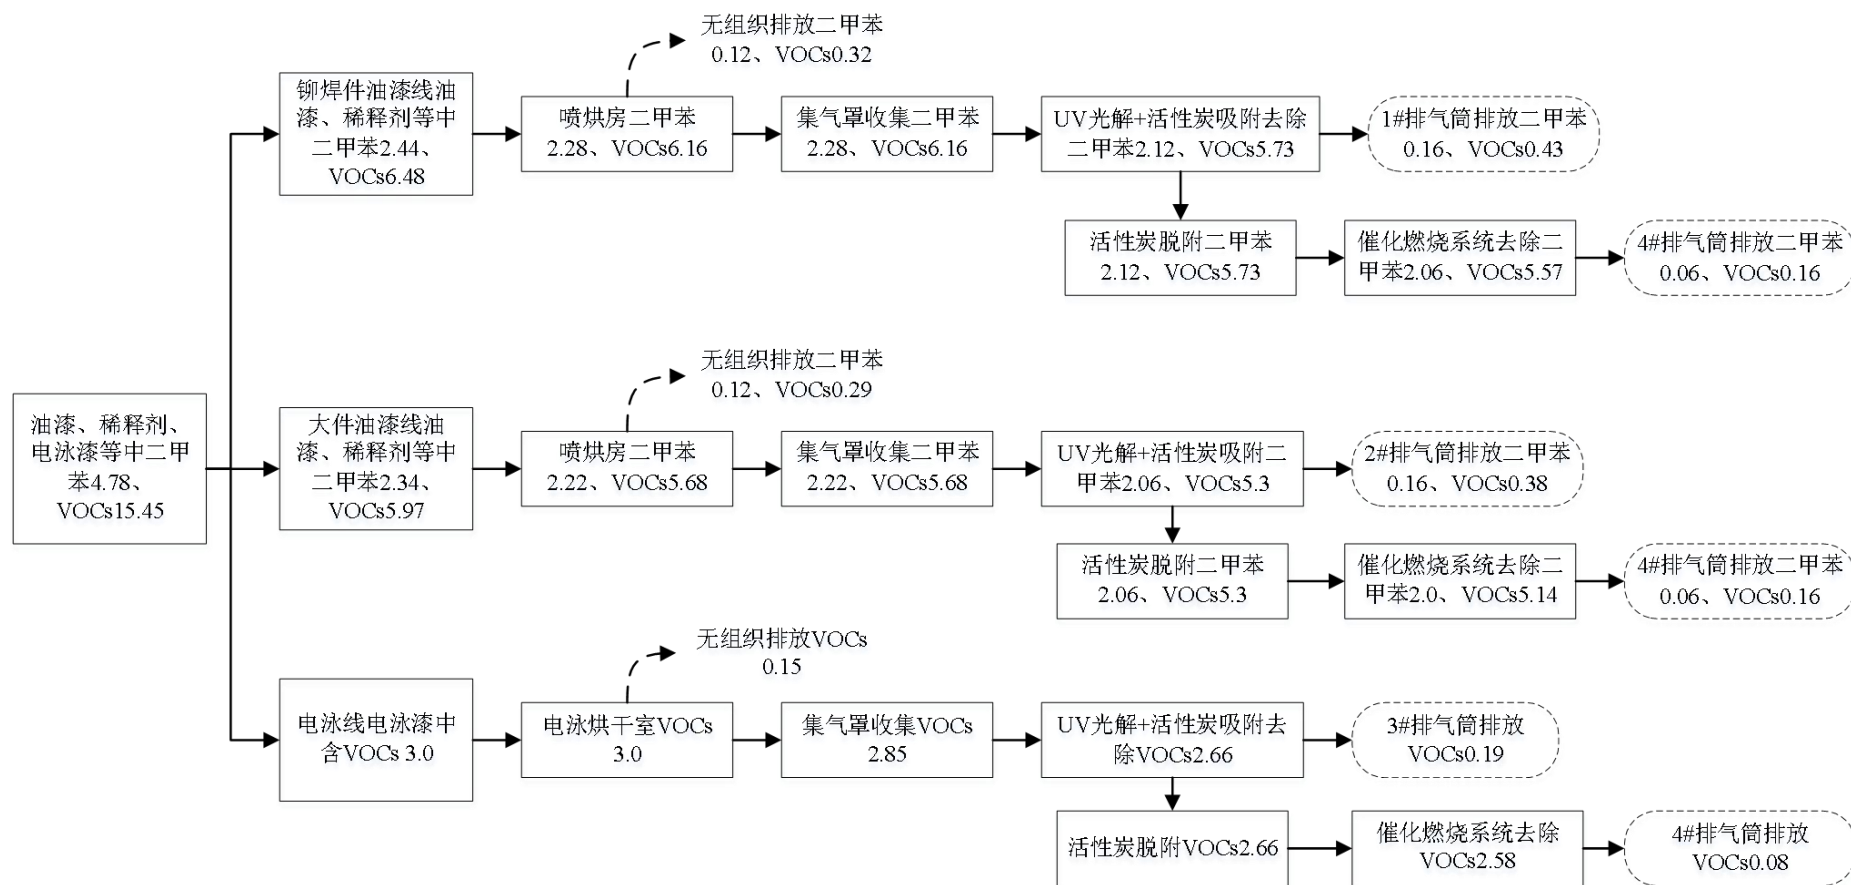 无组织排放二甲苯
0.12、VOCs0.32
铆焊件油漆线油
漆、稀释剂等中
二甲苯2.44、
VOCs6.48
喷烘房二甲苯
2.28、VOCs6.16
集气罩收集二甲苯
2.28、VOCs6.16
UV光解+活性炭吸附去除
二甲苯2.12、VOCs5.73
1#排气筒排放二甲苯
0.16、VOCs0.43
活性炭脱附二甲苯
2.12、VOCs5.73
催化燃烧系统去除二
甲苯2.06、VOCs5.57
4#排气筒排放二甲苯
0.06、VOCs0.16
无组织排放二甲苯
0.12、VOCs0.29
油漆、稀释剂、
电泳漆等中二甲
苯4.78、
VOCs15.45
大件油漆线油
漆、稀释剂等中
二甲苯2.34、
VOCs5.97
喷烘房二甲苯
2.22、VOCs5.68
集气罩收集二甲苯
2.22、VOCs5.68
UV光解+活性炭吸附二
甲苯2.06、VOCs5.3
2#排气筒排放二甲苯
0.16、VOCs0.38
活性炭脱附二甲苯
2.06、VOCs5.3
催化燃烧系统去除二
甲苯2.0、VOCs5.14
4#排气筒排放二甲苯
0.06、VOCs0.16
无组织排放VOCs
0.15
电泳线电泳漆中
含VOCs 3.0
电泳烘干室VOCs
3.0
集气罩收集VOCs
2.85
UV光解+活性炭吸附去
除VOCs2.66
3#排气筒排放
VOCs0.19
活性炭脱附VOCs2.66
催化燃烧系统去除
VOCs2.58
4#排气筒排放
VOCs0.08